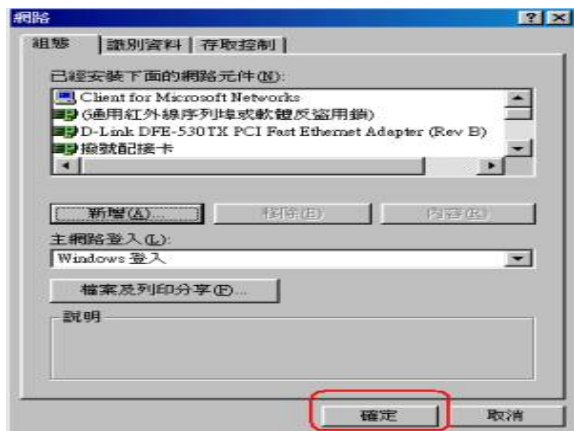 網路
組態 識別資料 存取控制
已經安裝下面的網路元件(N):
Client for Microsoft Networks
(通用紅外線序列埠或軟體反盜用鎖)
D-Link DFE-530TX PCI Fast Ethernet Adapter (Rev B)
撥號配接卡
新增(A)... 移除(E) 內容(R)
主網路登入(L):
Windows 登入
檔案及列印分享(F)...
說明
確定 取消